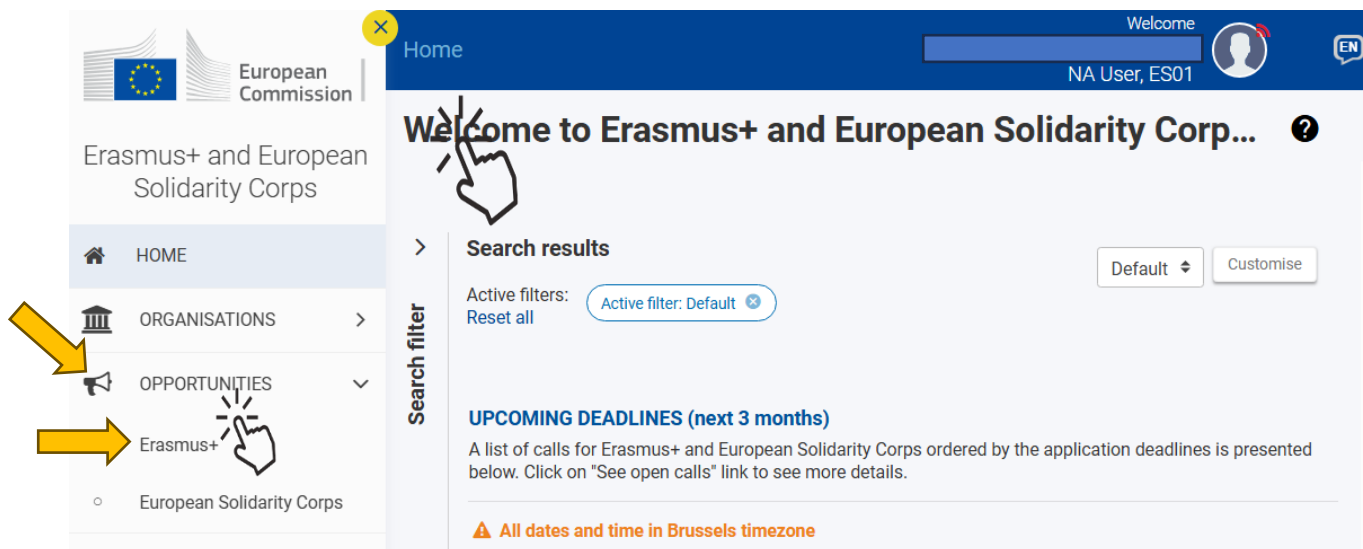 European
Commission
Erasmus+ and European
Solidarity Corps
HOME
ORGANISATIONS
OPPORTUNITIES
Erasmus+
European Solidarity Corps
Home
Welcome
NA User, ES01
EN
Welcome to Erasmus+ and European Solidarity Corp...
Search filter
Search results
Default
Customise
Active filters:
Reset all
Active filter: Default
UPCOMING DEADLINES (next 3 months)
A list of calls for Erasmus+ and European Solidarity Corps ordered by the application deadlines is presented
below. Click on "See open calls" link to see more details.
All dates and time in Brussels timezone